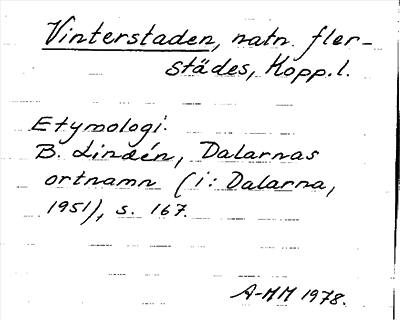 Vinterstaden, natn. fler-
städes, Kopp.l.
Etymologi:
B. Lindén, Dalarnas
ortnamn (i: Dalarna,
1951), s. 167.
A-MM 1978.